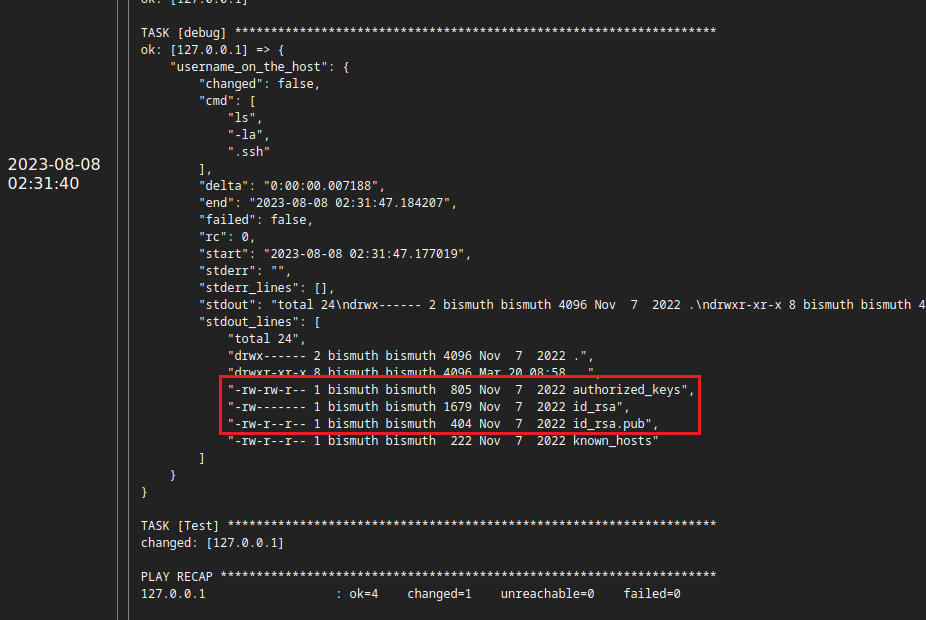 ok: [127.0.0.1]
TASK [debug] *******************************************************************
ok: [127.0.0.1] => {
"username_on_the_host": {
"changed": false,
"cmd": [
"ls",
"-la",
".ssh"
],
2023-08-08
02:31:40
"delta": "0:00:00.007188",
"end": "2023-08-08 02:31:47.184207",
"failed": false,
"rc": 0,
"start": "2023-08-08 02:31:47.177019",
"stderr": "",
"stderr_lines": [],
"stdout": "total 24\ndrwx------ 2 bismuth bismuth 4096 Nov  7  2022 .\ndrwxr-xr-x 8 bismuth bismuth 4
"stdout_lines": [
"total 24",
"drwx------ 2 bismuth bismuth 4096 Nov  7  2022 .",
"drwxr-xr-x 8 bismuth bismuth 4096 Mar 20 08:58 ..",
"-rw-rw-r-- 1 bismuth bismuth  805 Nov  7  2022 authorized_keys",
"-rw------- 1 bismuth bismuth 1679 Nov  7  2022 id_rsa",
"-rw-r--r-- 1 bismuth bismuth  404 Nov  7  2022 id_rsa.pub",
"-rw-r--r-- 1 bismuth bismuth  222 Nov  7  2022 known_hosts"
]
}
}
TASK [Test] ********************************************************************
changed: [127.0.0.1]
PLAY RECAP *********************************************************************
127.0.0.1                  : ok=4    changed=1    unreachable=0    failed=0